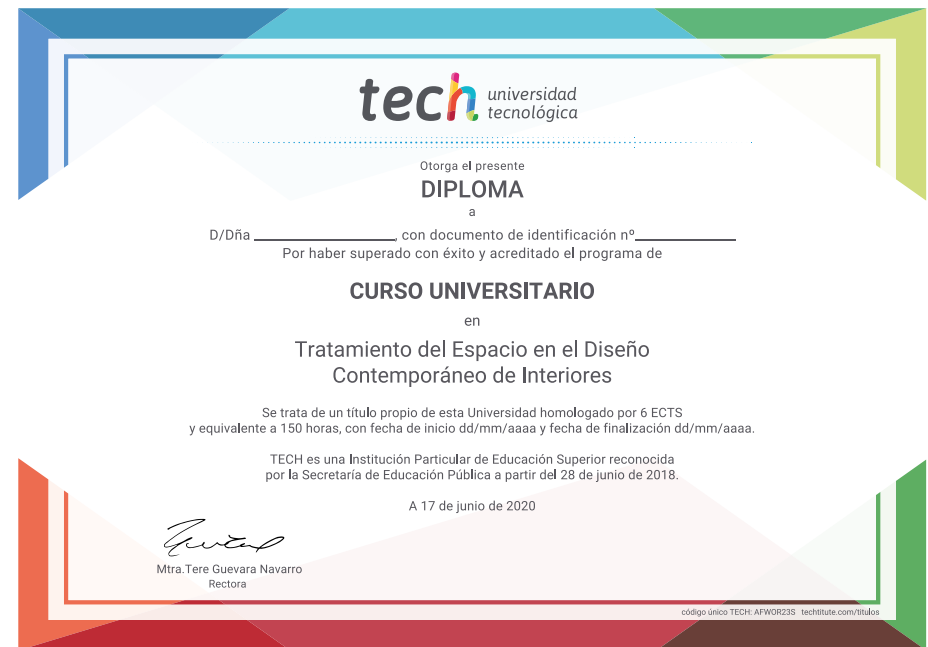 tech universidad
tecnológica
Otorga el presente
DIPLOMA
a
D/Dña ____________________, con documento de identificación nº______________
Por haber superado con éxito y acreditado el programa de
CURSO UNIVERSITARIO
en
Tratamiento del Espacio en el Diseño
Contemporáneo de Interiores
Se trata de un título propio de esta Universidad homologado por 6 ECTS
y equivalente a 150 horas, con fecha de inicio dd/mm/aaaa y fecha de finalización dd/mm/aaaa.
TECH es una Institución Particular de Educación Superior reconocida
por la Secretaría de Educación Pública a partir del 28 de junio de 2018.
A 17 de junio de 2020
Mtra.Tere Guevara Navarro
Rectora
código único TECH: AFWOR23S techtitute.com/titulos